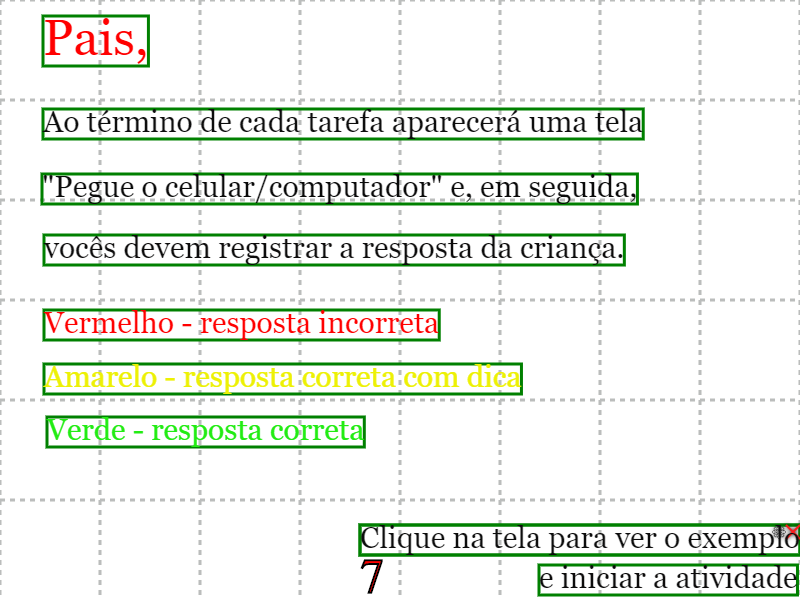 Pais,
Ao término de cada tarefa aparecerá uma tela
"Pegue o celular/computador" e, em seguida,
vocês devem registrar a resposta da criança.
Vermelho - resposta incorreta
Amarelo - resposta correta com dica
Verde - resposta correta
Clique na tela para ver o exemplo
7
e iniciar a atividade